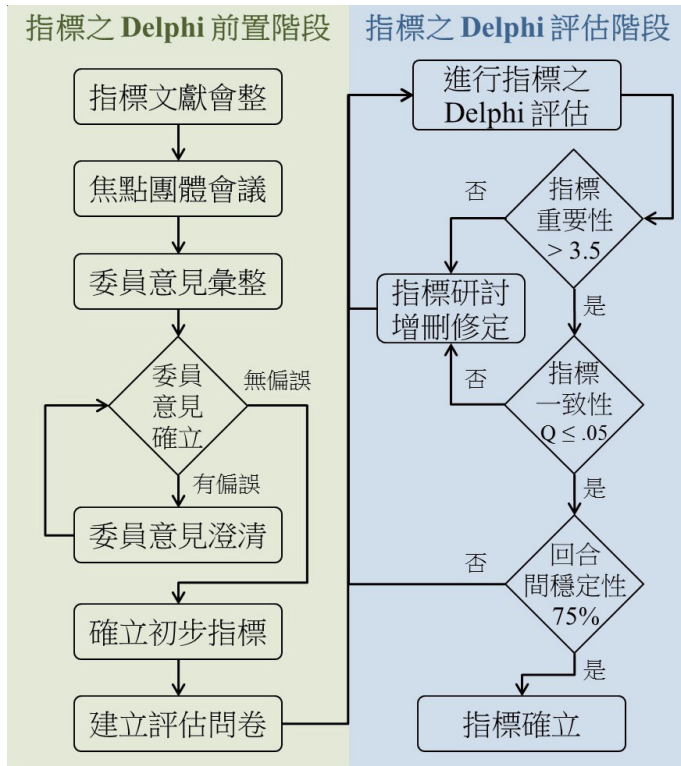 指標之 Delphi 前置階段
指標文獻會整
焦點團體會議
委員意見彙整
委員
意見
確立
無偏誤
有偏誤
委員意見澄清
確立初步指標
建立評估問卷
指標之 Delphi 評估階段
進行指標之
Delphi 評估
指標
重要性
> 3.5
否
是
指標研討
增刪修定
指標
一致性
Q ≤ .05
否
是
回合
間穩定性
75%
否
是
指標確立